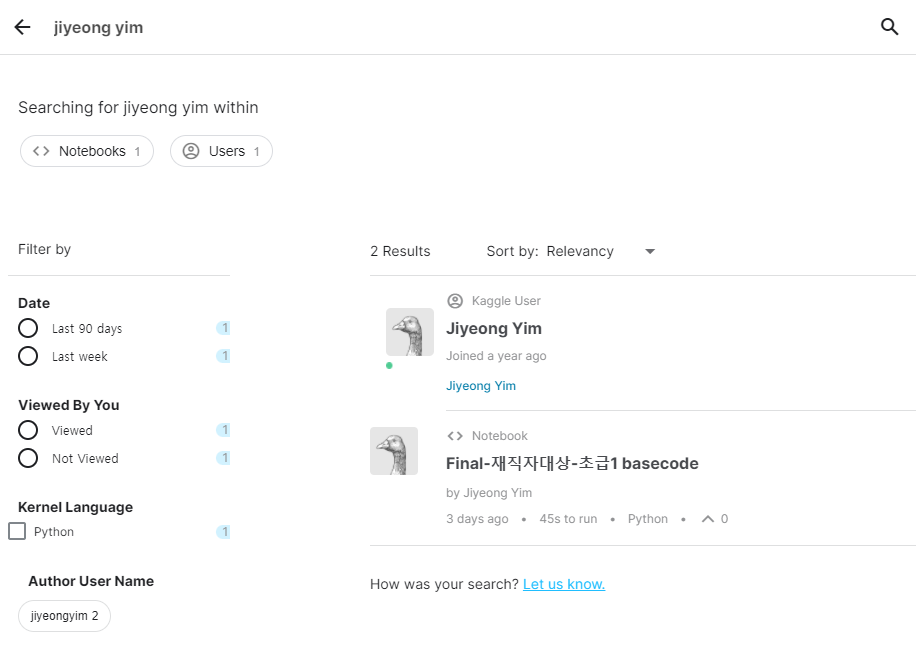 jiyeong yim
Searching for jiyeong yim within
Notebooks 1 Users 1
Filter by
Date
Last 90 days 1
Last week 1
Viewed By You
Viewed 1
Not Viewed 1
Kernel Language
Python 1
Author User Name
jiyeongyim 2
2 Results Sort by: Relevancy
Kaggle User
Jiyeong Yim
Joined a year ago
Jiyeong Yim
Notebook
Final-재직자대상-초급1 basecode
by Jiyeong Yim
3 days ago • 45s to run • Python • 0
How was your search? Let us know.